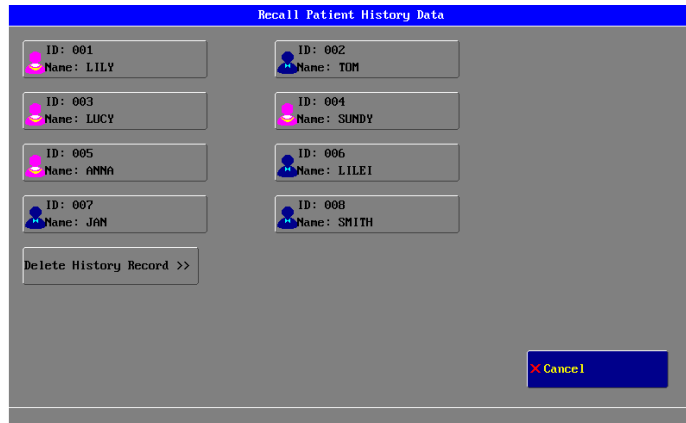 Recall Patient History Data
ID: 001
Name: LILY
ID: 002
Name: TOM
ID: 003
Name: LUCY
ID: 004
Name: SUNDY
ID: 005
Name: ANNA
ID: 006
Name: LILEI
ID: 007
Name: JAN
ID: 008
Name: SMITH
Delete History Record >>
Cancel